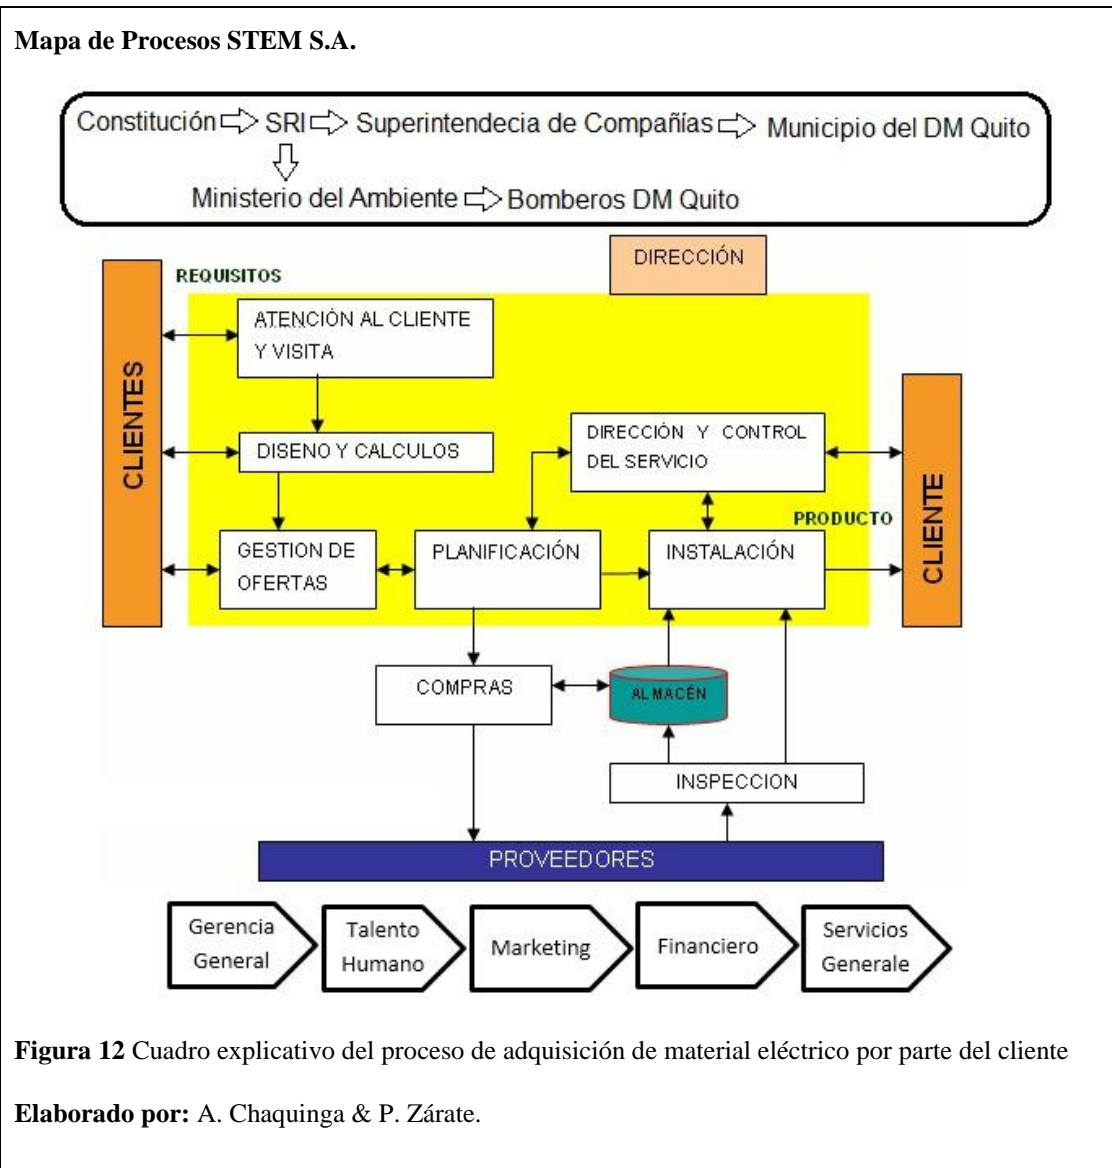 Mapa de Procesos STEM S.A.
Constitución SRI Superintendecia de Compañías Municipio del DM Quito
Ministerio del Ambiente Bomberos DM Quito
DIRECCIÓN
REQUISITOS
CLIENTES
ATENCIÓN AL CLIENTE
Y VISITA
DISENO Y CALCULOS
DIRECCIÓN Y CONTROL
DEL SERVICIO
PRODUCTO
CLIENTE
GESTION DE
OFERTAS
PLANIFICACIÓN
INSTALACIÓN
COMPRAS
ALMACÉN
INSPECCION
PROVEEDORES
Gerencia
General
Talento
Humano
Marketing
Financiero
Servicios
Generale
Figura 12 Cuadro explicativo del proceso de adquisición de material eléctrico por parte del cliente
Elaborado por: A. Chaquinga & P. Zárate.